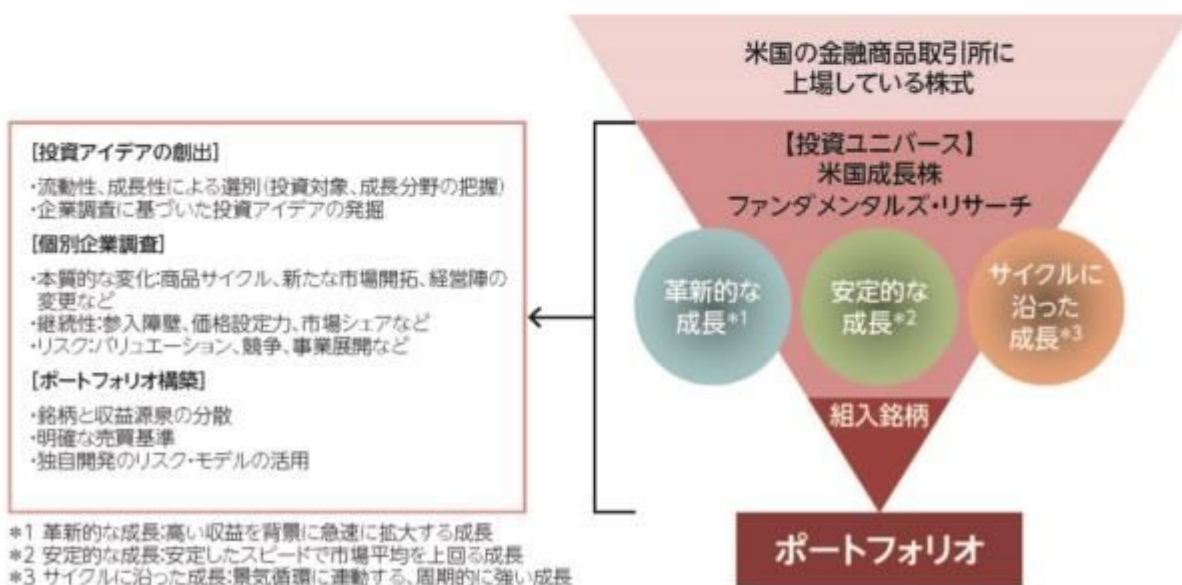 米国の金融商品取引所に
上場している株式
【投資ユニバース】
米国成長株
ファンダメンタルズ・リサーチ
革新的な
成長*1
安定的な
成長*2
サイクルに
沿った
成長*3
組入銘柄
ポートフォリオ
[投資アイデアの創出]
・流動性、成長性による選別(投資対象、成長分野の把握)
・企業調査に基づいた投資アイデアの発掘
[個別企業調査]
・本質的な変化:商品サイクル、新たな市場開拓、経営陣の
変更など
・継続性:参入障壁、価格設定力、市場シェアなど
・リスク:バリュエーション、競争、事業展開など
[ポートフォリオ構築]
・銘柄と収益源泉の分散
・明確な売買基準
・独自開発のリスク・モデルの活用
*1 革新的な成長:高い収益を背景に急速に拡大する成長
*2 安定的な成長:安定したスピードで市場平均を上回る成長
*3 サイクルに沿った成長:景気循環に連動する、周期的に強い成長